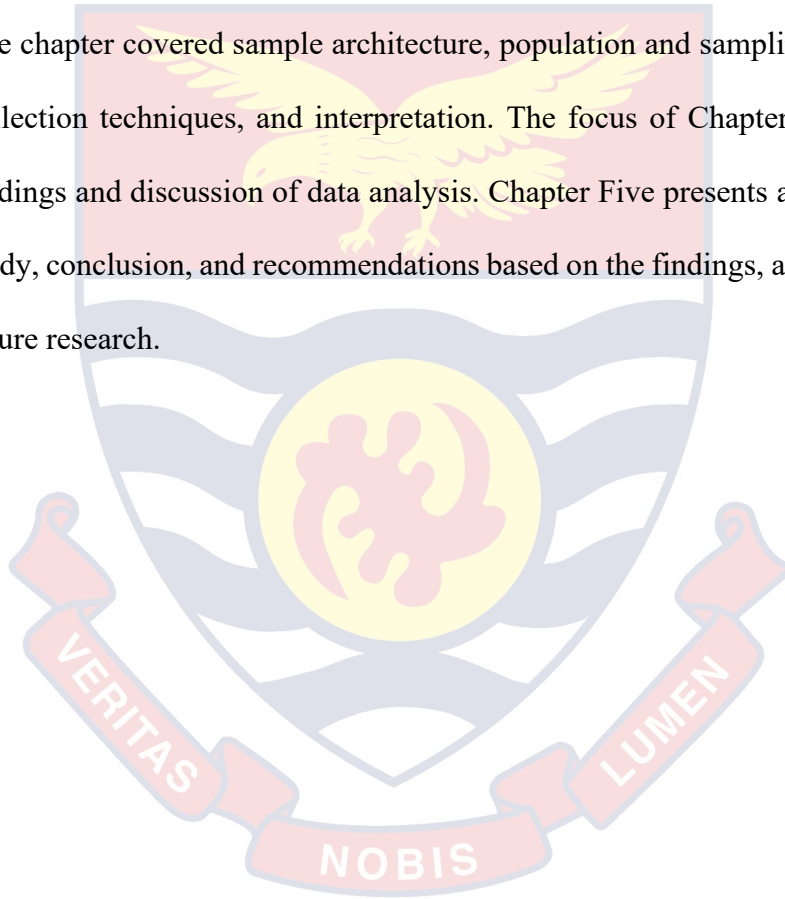 e chapter covered sample architecture, population and sampli
llection techniques, and interpretation. The focus of Chapter
dings and discussion of data analysis. Chapter Five presents a
dy, conclusion, and recommendations based on the findings, a
ure research.
VERITAS
NOBIS
LUMEN